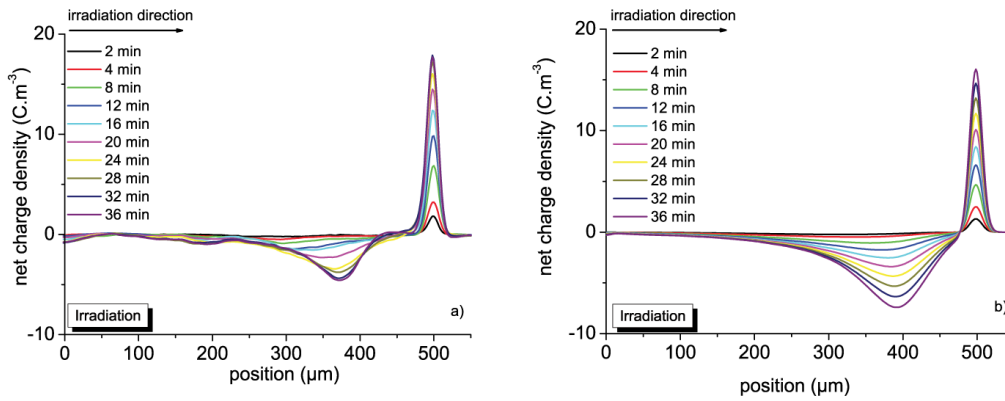 irradiation direction
20
10
0
-10
net charge density (C.m-3)
2 min
4 min
8 min
12 min
16 min
20 min
24 min
28 min
32 min
36 min
Irradiation
a)
0 100 200 300 400 500
position (µm)
irradiation direction
20
10
0
-10
net charge density (C.m-3)
2 min
4 min
8 min
12 min
16 min
20 min
24 min
28 min
32 min
36 min
Irradiation
b)
0 100 200 300 400 500
position (µm)